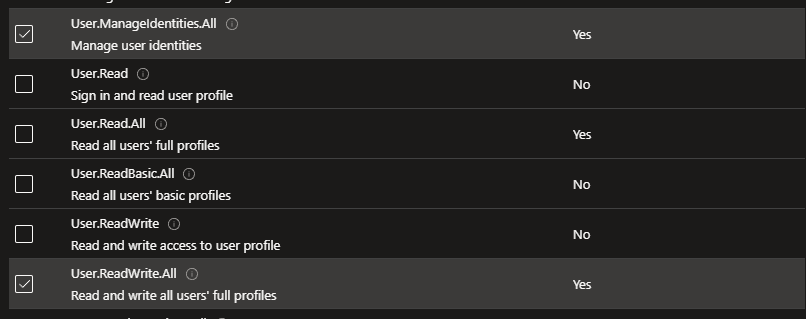 User.ManageIdentities.All
Manage user identities
Yes
User.Read
Sign in and read user profile
No
User.Read.All
Read all users' full profiles
Yes
User.ReadBasic.All
Read all users' basic profiles
No
User.ReadWrite
Read and write access to user profile
No
User.ReadWrite.All
Read and write all users' full profiles
Yes